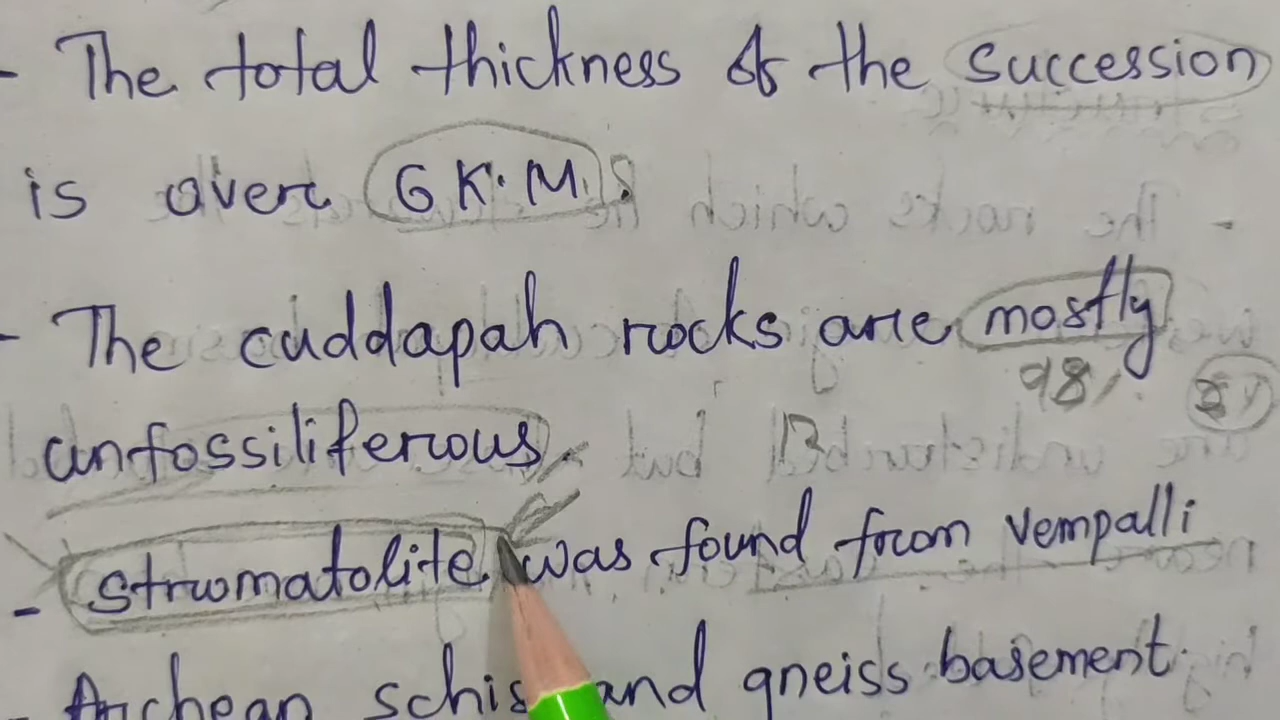 - The total thickness of the succession
is over 6 K.M.
- The cuddapah rocks are mostly
98%
unfossiliferous.
- stromatolite was found from vempalli
- Archean schis and gneiss basement.